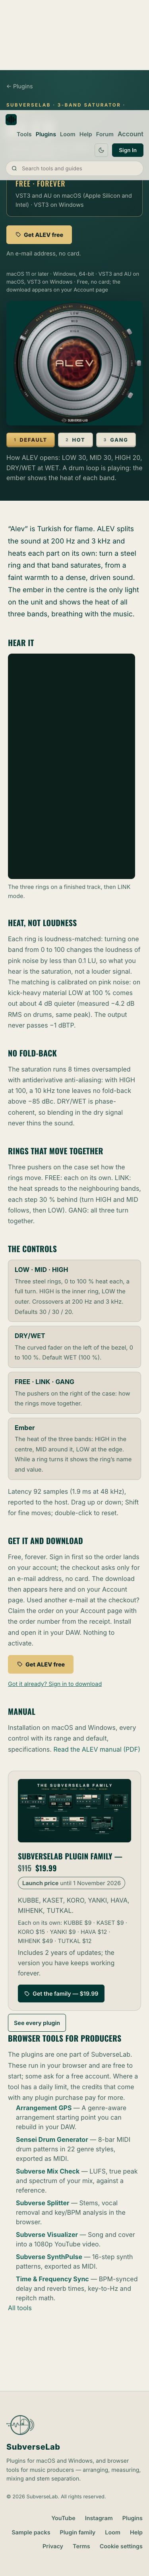 ← Plugins
SUBVERSELAB · 3-BAND SATURATOR ·
Tools Plugins Loom Help Forum Account
Sign In
Search tools and guides
FREE · FOREVER
VST3 and AU on macOS (Apple Silicon and
Intel) · VST3 on Windows
Get ALEV free
An e-mail address, no card.
macOS 11 or later · Windows, 64-bit · VST3 and AU on
macOS, VST3 on Windows · Free, no card; the
download appears on your Account page
ALEV
SUBVERSELAB
1 DEFAULT
2 HOT
3 GANG
How ALEV opens: LOW 30, MID 30, HIGH 20,
DRY/WET at WET. A drum loop is playing: the
ember shows the heat of each band.
“Alev” is Turkish for flame. ALEV splits
the sound at 200 Hz and 3 kHz and
heats each part on its own: turn a steel
ring and that band saturates, from a
faint warmth to a dense, driven sound.
The ember in the centre is the only light
on the unit and shows the heat of all
three bands, breathing with the music.
HEAR IT
The three rings on a finished track, then LINK
mode.
HEAT, NOT LOUDNESS
Each ring is loudness-matched: turning one
band from 0 to 100 changes the loudness of
pink noise by at most one LU, so what you
hear is the saturation, not a louder signal.
The matching is calibrated on pink noise: on
kick-heavy material LOW at 100 % comes
out about 4 dB quieter (measured −4.2 dB
RMS on drums, same peak). The output
never passes −1 dBTP.
NO FOLD-BACK
The saturation runs 8 times oversampled
with antiderivative anti-aliasing: with HIGH
at 100, a 10 kHz tone leaves no fold-back
above −85 dBc. DRY/WET is phase-
coherent, so blending in the dry signal
never thins the sound.
RINGS THAT MOVE TOGETHER
Three pushers on the case set how the
rings move. FREE: each on its own. LINK:
the heat spreads to the neighbouring bands,
each step 30 % behind (turn HIGH and MID
follows, then LOW). GANG: all three turn
together.
THE CONTROLS
LOW · MID · HIGH
Three steel rings, 0 to 100 % heat each, a
full turn. HIGH is the inner ring, LOW the
outer. Crossovers at 200 Hz and 3 kHz.
Defaults 30 / 30 / 20.
DRY/WET
The curved fader on the left of the bezel, 0
to 100 %. Default WET (100 %).
FREE · LINK · GANG
The pushers on the right of the case: how
the rings move together.
Ember
The heat of the three bands: HIGH in the
centre, MID around it, LOW at the edge.
While a ring turns it shows the ring’s name
and value.
Latency 92 samples (1.9 ms at 48 kHz),
reported to the host. Drag up or down; Shift
for fine moves; double-click to reset.
GET IT AND DOWNLOAD
Free, forever. Sign in first so the order lands
on your account; the checkout asks only for
an e-mail address, no card. The download
then appears here and on your Account
page. Used another e-mail at the checkout?
Claim the order on your Account page with
the order number from the receipt. Install
and open it in your DAW. Nothing to
activate.
Get ALEV free
Got it already? Sign in to download
MANUAL
Installation on macOS and Windows, every
control with its range and default,
specifications. Read the ALEV manual (PDF)
THE SUBVERSELAB FAMILY
SUBVERSELAB PLUGIN FAMILY —
$115 $19.99
Launch price until 1 November 2026
KUBBE, KASET, KORO, YANKI, HAVA,
MIHENK, TUTKAL.
Each on its own: KUBBE $9 · KASET $9 ·
KORO $15 · YANKI $9 · HAVA $12 ·
MIHENK $49 · TUTKAL $12
Includes 2 years of updates; the
version you have keeps working
forever.
Get the family — $19.99
See every plugin
BROWSER TOOLS FOR PRODUCERS
The plugins are one part of SubverseLab.
These run in your browser and are free to
start; some ask for a free account. Where a
tool has a daily limit, the credits that come
with any plugin purchase pay for more.
Arrangement GPS — A genre-aware
arrangement starting point you can
rebuild in your DAW.
Sensei Drum Generator — 8-bar MIDI
drum patterns in 22 genre styles,
exported as MIDI.
Subverse Mix Check — LUFS, true peak
and spectrum of your mix, against a
reference.
Subverse Splitter — Stems, vocal
removal and key/BPM analysis in the
browser.
Subverse Visualizer — Song and cover
into a 1080p YouTube video.
Subverse SynthPulse — 16-step synth
patterns, exported as MIDI.
Time & Frequency Sync — BPM-synced
delay and reverb times, key-to-Hz and
repitch math.
All tools
SubverseLab
Plugins for macOS and Windows, and browser
tools for music producers — arranging, measuring,
mixing and stem separation.
© 2026 SubverseLab. All rights reserved.
YouTube Instagram Plugins
Sample packs Plugin family Loom Help
Privacy Terms Cookie settings